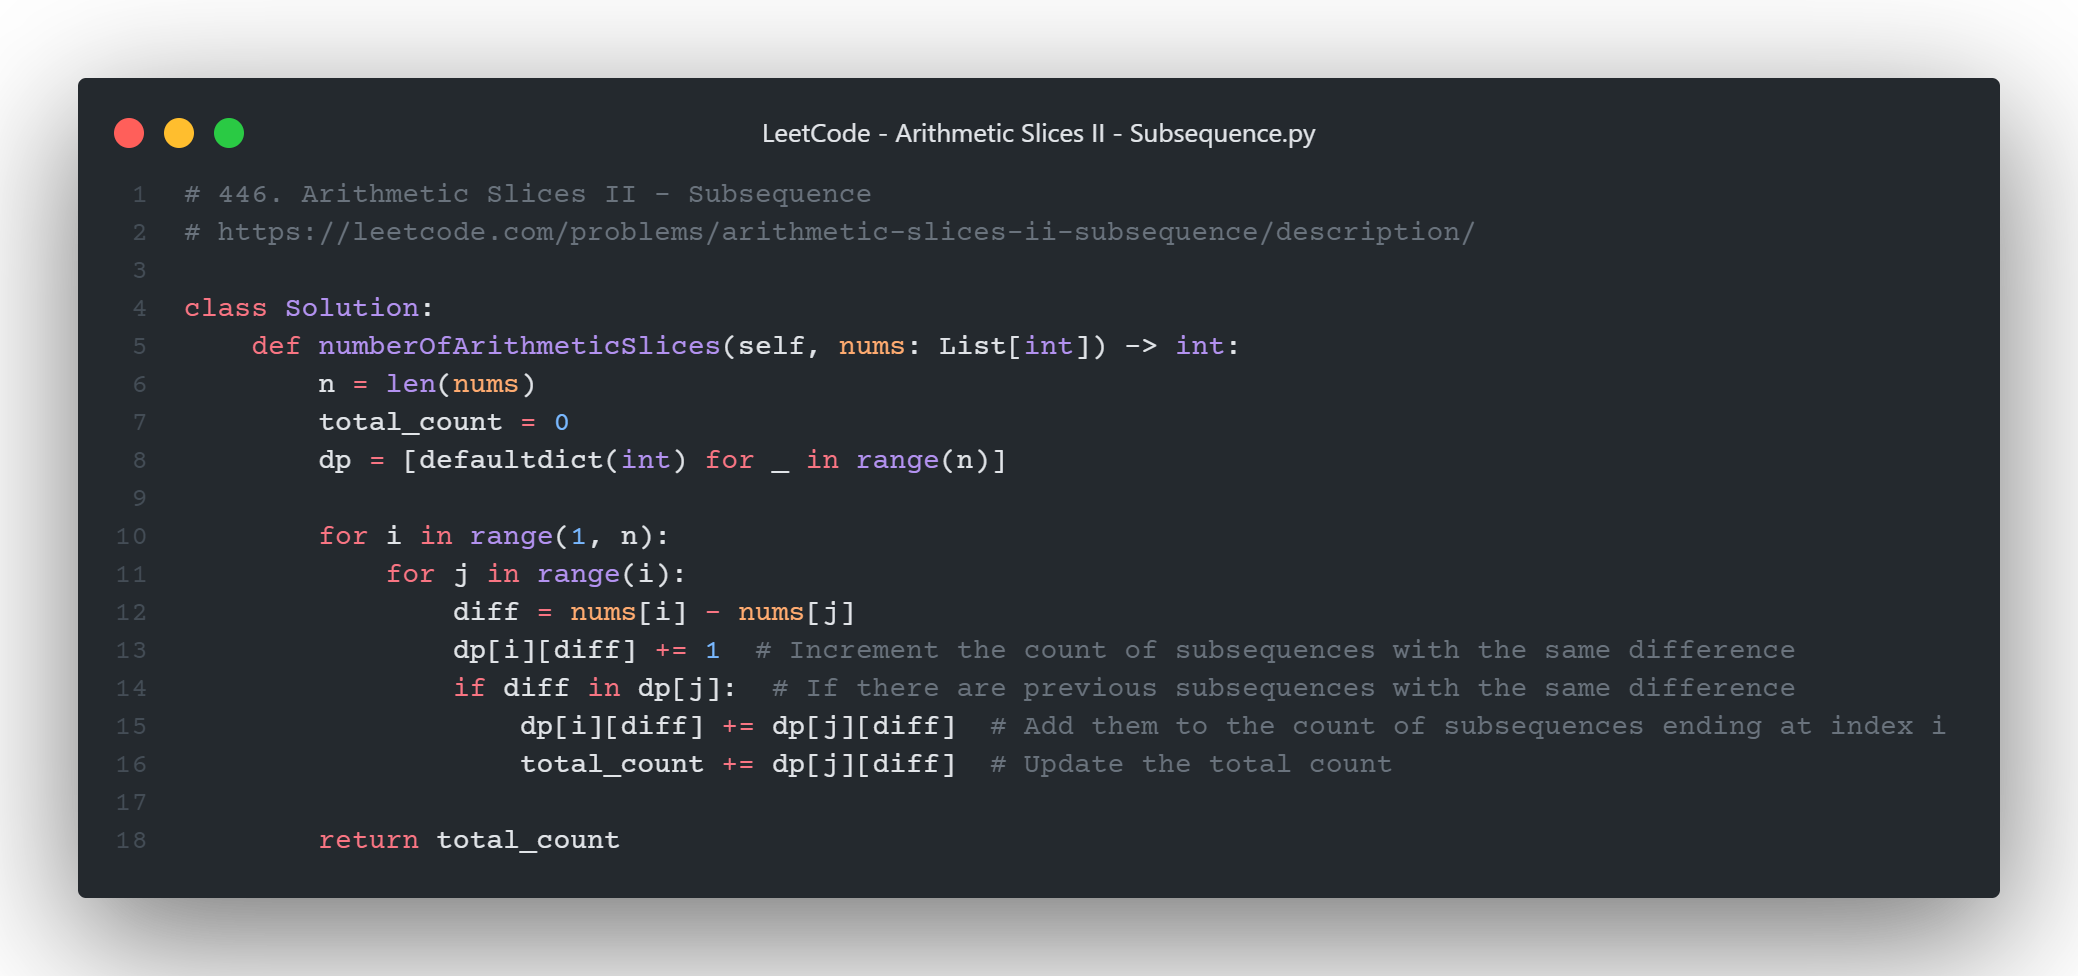 LeetCode - Arithmetic Slices II - Subsequence.py
1 # 446. Arithmetic Slices II - Subsequence
2 # https://leetcode.com/problems/arithmetic-slices-ii-subsequence/description/
3
4 class Solution:
5     def numberOfArithmeticSlices(self, nums: List[int]) -> int:
6         n = len(nums)
7         total_count = 0
8         dp = [defaultdict(int) for _ in range(n)]
9
10         for i in range(1, n):
11             for j in range(i):
12                 diff = nums[i] - nums[j]
13                 dp[i][diff] += 1  # Increment the count of subsequences with the same difference
14                 if diff in dp[j]:  # If there are previous subsequences with the same difference
15                     dp[i][diff] += dp[j][diff]  # Add them to the count of subsequences ending at index i
16                     total_count += dp[j][diff]  # Update the total count
17
18         return total_count